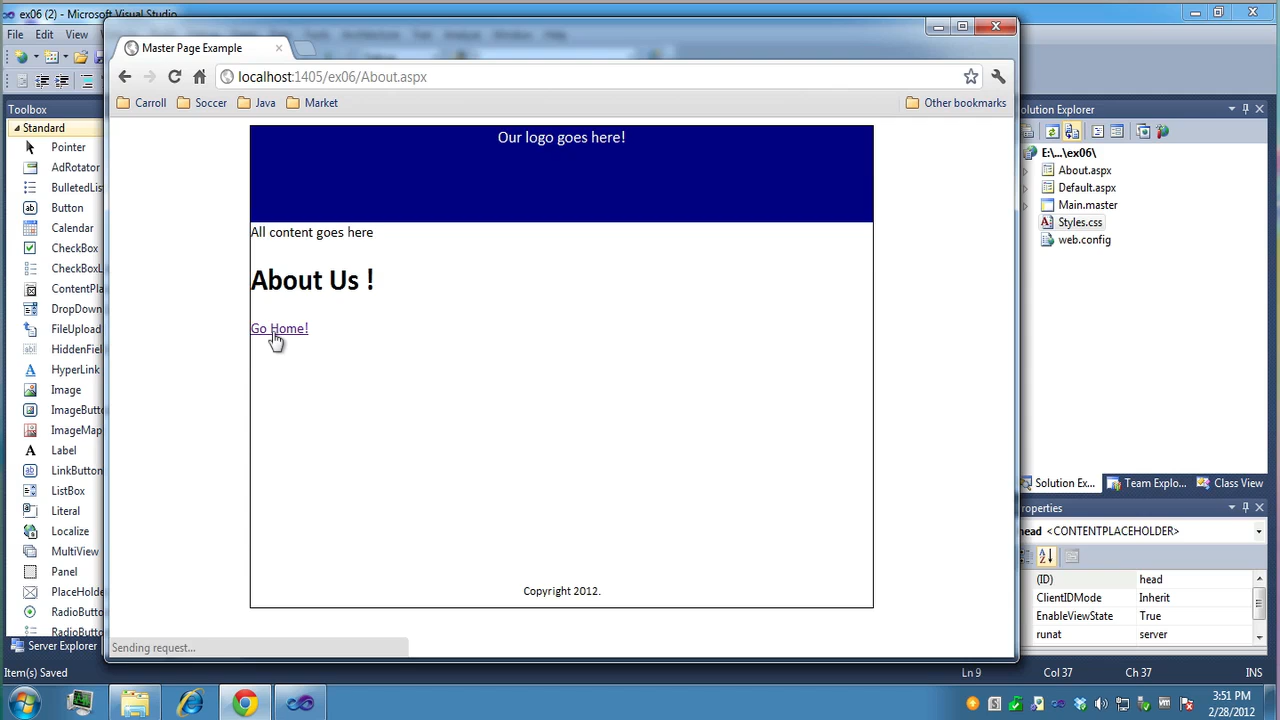 ex06 (2) - Microsoft Visual Studio
File Edit View
Master Page Example
localhost:1405/ex06/About.aspx
Carroll Soccer Java Market Other bookmarks
Toolbox
Standard
Pointer
AdRotator
BulletedLis
Button
Calendar
CheckBox
CheckBoxL
ContentPla
DropDown
FileUpload
HiddenFiel
HyperLink
Image
ImageButto
ImageMap
Label
LinkButton
ListBox
Literal
Localize
MultiView
Panel
PlaceHolde
RadioButto
RadioButto
Server Explorer
Our logo goes here!
All content goes here
About Us !
Go Home!
Copyright 2012.
Sending request...
olution Explorer
E:\...\ex06\
About.aspx
Default.aspx
Main.master
Styles.css
web.config
Solution Ex... Team Explo... Class View
roperties
head <CONTENTPLACEHOLDER>
(ID) head
ClientIDMode Inherit
EnableViewState True
runat server
Item(s) Saved Ln 9 Col 37 Ch 37 INS
3:51 PM
2/28/2012